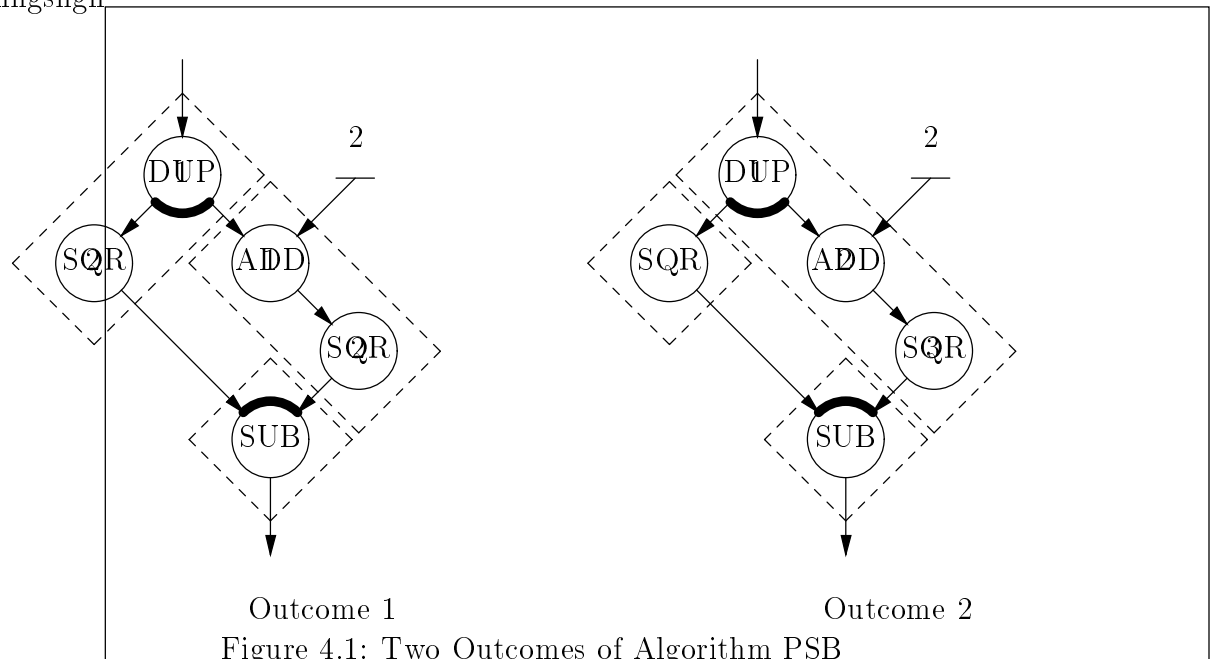 2 2
DUP DUP
SQR ADD SQR ADD
SQR SQR
SUB SUB
Outcome 1 Outcome 2
Figure 4.1: Two Outcomes of Algorithm PSB